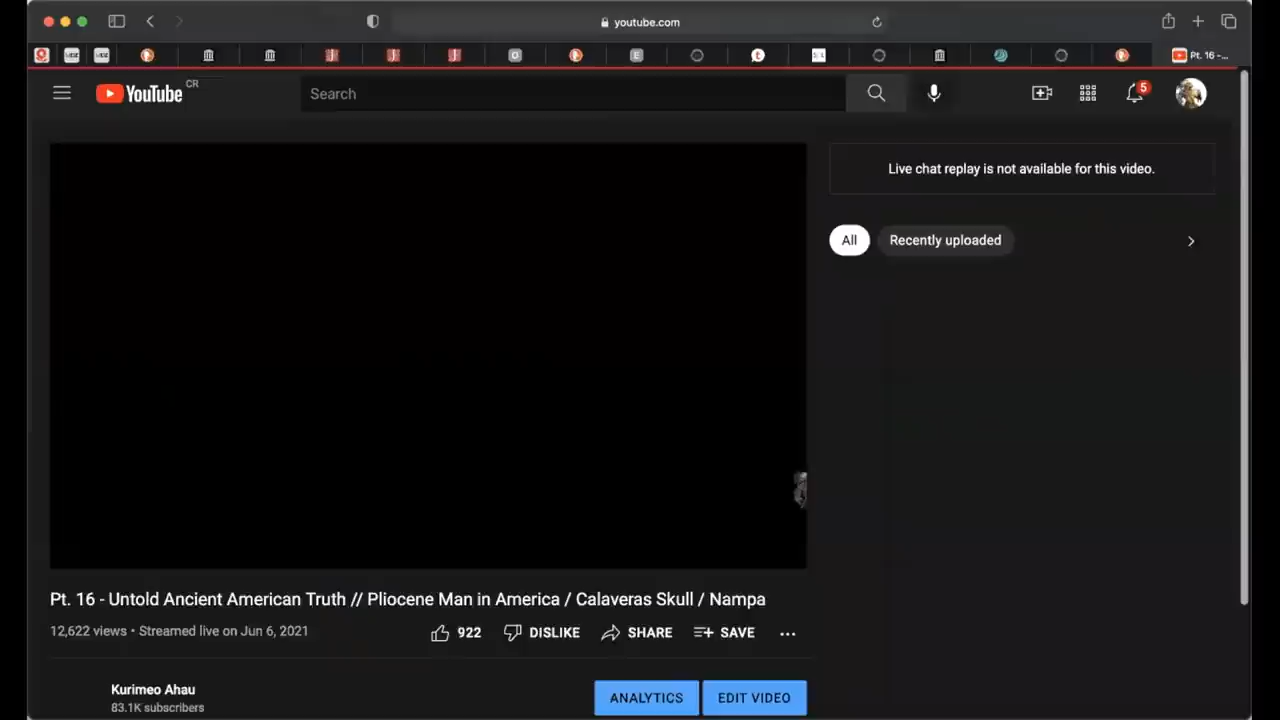 youtube.com
Pt. 16 -...
YouTube CR
Search
5
Live chat replay is not available for this video.
All
Recently uploaded
Pt. 16 - Untold Ancient American Truth // Pliocene Man in America / Calaveras Skull / Nampa
12,622 views • Streamed live on Jun 6, 2021
922
DISLIKE
SHARE
SAVE
Kurimeo Ahau
83.1K subscribers
ANALYTICS
EDIT VIDEO